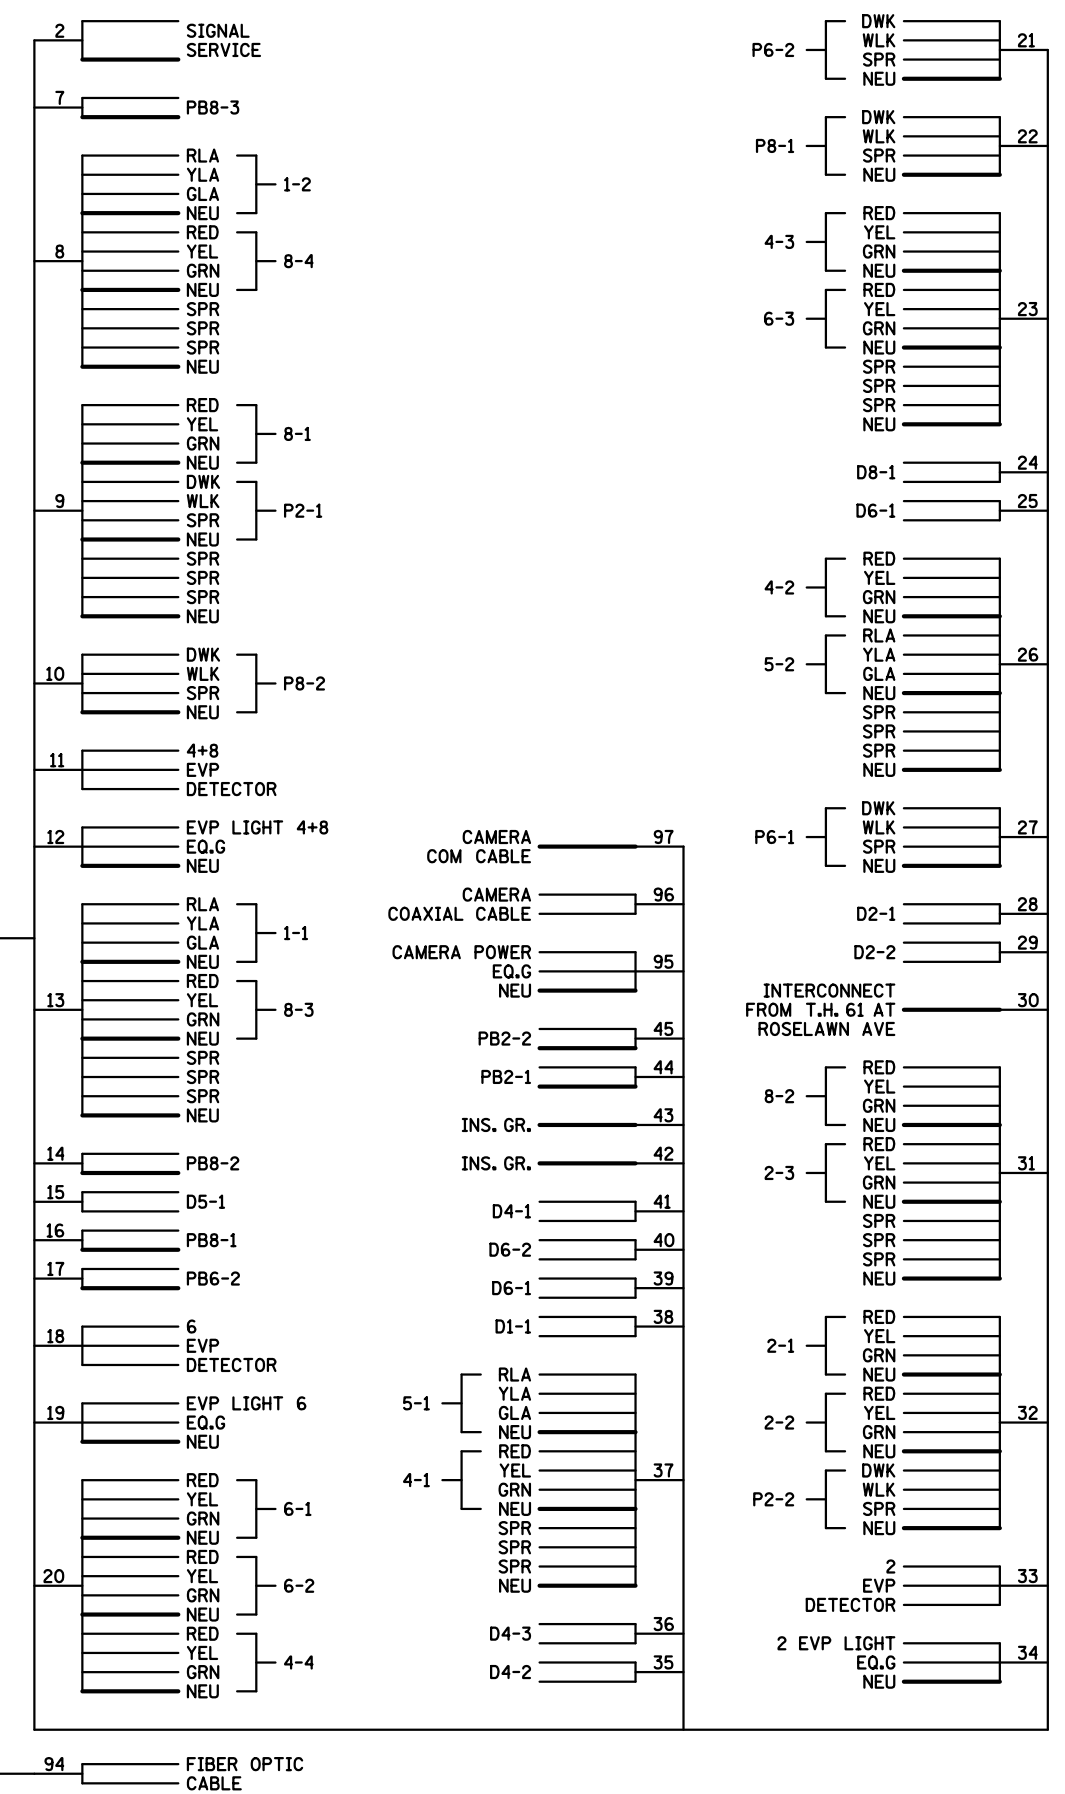 2
SIGNAL
SERVICE
7
PB8-3
8
RLA
YLA
GLA
NEU
1-2
RED
YEL
GRN
NEU
8-4
SPR
SPR
SPR
NEU
9
RED
YEL
GRN
NEU
8-1
DWK
WLK
SPR
NEU
P2-1
SPR
SPR
SPR
NEU
10
DWK
WLK
SPR
NEU
P8-2
11
4+8
EVP
DETECTOR
12
EVP LIGHT 4+8
EQ.G
NEU
13
RLA
YLA
GLA
NEU
1-1
RED
YEL
GRN
NEU
8-3
SPR
SPR
SPR
NEU
14
PB8-2
15
D5-1
16
PB8-1
17
PB6-2
18
6
EVP
DETECTOR
19
EVP LIGHT 6
EQ.G
NEU
20
RED
YEL
GRN
NEU
6-1
RED
YEL
GRN
NEU
6-2
RED
YEL
GRN
NEU
4-4
94
FIBER OPTIC
CABLE
CAMERA
COM CABLE
97
CAMERA
COAXIAL CABLE
96
CAMERA POWER
EQ.G
NEU
95
PB2-2
45
PB2-1
44
INS. GR.
43
INS. GR.
42
D4-1
41
D6-2
40
D6-1
39
D1-1
38
5-1
RLA
YLA
GLA
NEU
4-1
RED
YEL
GRN
NEU
SPR
SPR
SPR
NEU
37
D4-3
36
D4-2
35
P6-2
DWK
WLK
SPR
NEU
21
P8-1
DWK
WLK
SPR
NEU
22
4-3
RED
YEL
GRN
NEU
6-3
RED
YEL
GRN
NEU
SPR
SPR
SPR
NEU
23
D8-1
24
D6-1
25
4-2
RED
YEL
GRN
NEU
5-2
RLA
YLA
GLA
NEU
SPR
SPR
SPR
NEU
26
P6-1
DWK
WLK
SPR
NEU
27
D2-1
28
D2-2
29
INTERCONNECT
FROM T.H. 61 AT
ROSELAWN AVE
30
8-2
RED
YEL
GRN
NEU
2-3
RED
YEL
GRN
NEU
SPR
SPR
SPR
NEU
31
2-1
RED
YEL
GRN
NEU
2-2
RED
YEL
GRN
NEU
P2-2
DWK
WLK
SPR
NEU
32
2
EVP
DETECTOR
33
2 EVP LIGHT
EQ.G
NEU
34